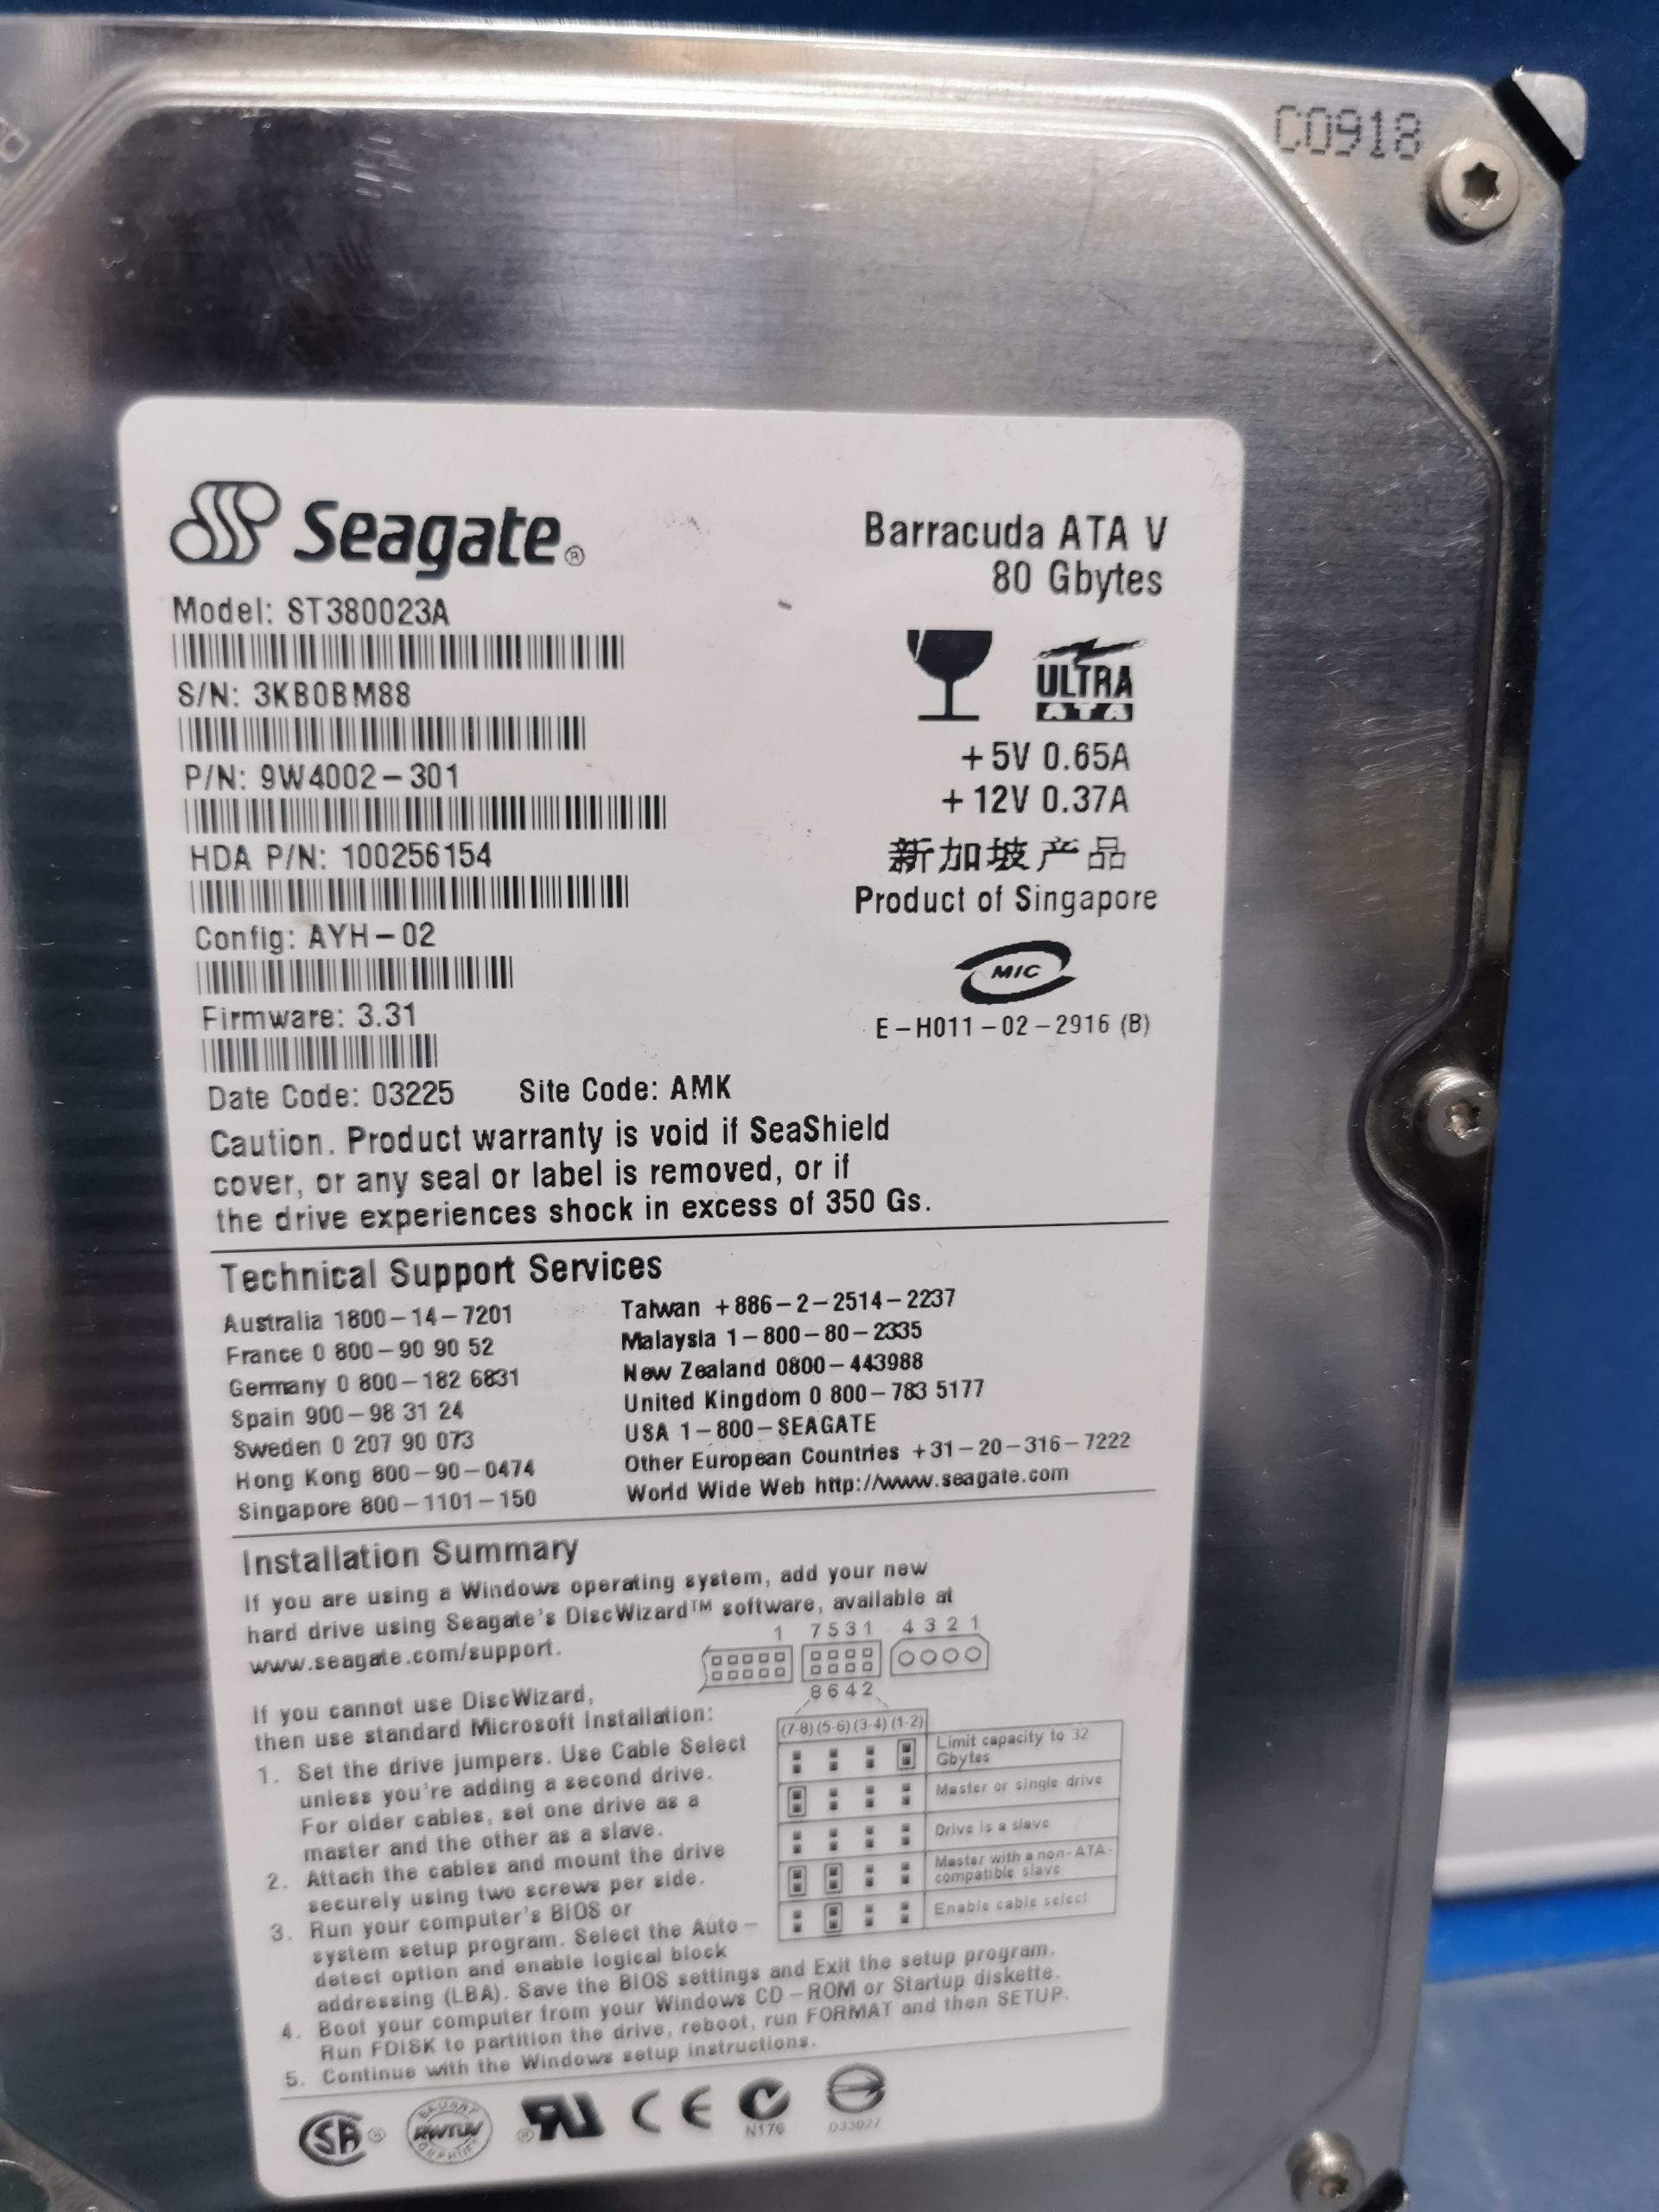 C0918
Seagate®
Barracuda ATA V
80 Gbytes
Model: ST380023A
S/N: 3KB0BM88
ULTRA
ATA
P/N: 9W4002-301
+5V 0.65A
+12V 0.37A
HDA P/N: 100256154
新加坡产品
Product of Singapore
Config: AYH-02
MIC
Firmware: 3.31
E-H011-02-2916 (B)
Date Code: 03225 Site Code: AMK
Caution. Product warranty is void if SeaShield
cover, or any seal or label is removed, or if
the drive experiences shock in excess of 350 Gs.
Technical Support Services
Australia 1800-14-7201
France 0 800-90 90 52
Germany 0 800-182 6831
Spain 900-98 31 24
Sweden 0 207 90 073
Hong Kong 800-90-0474
Singapore 800-1101-150
Taiwan +886-2-2514-2237
Malaysia 1-800-80-2335
New Zealand 0800-443988
United Kingdom 0 800-783 5177
USA 1-800-SEAGATE
Other European Countries +31-20-316-7222
World Wide Web http://www.seagate.com
Installation Summary
If you are using a Windows operating system, add your new
hard drive using Seagate's DiscWizard™ software, available at
www.seagate.com/support.
1 7531 4321
8642
If you cannot use DiscWizard,
then use standard Microsoft Installation:
1. Set the drive jumpers. Use Cable Select
unless you're adding a second drive.
For older cables, set one drive as a
master and the other as a slave.
2. Attach the cables and mount the drive
securely using two screws per side.
3. Run your computer's BIOS or
system setup program. Select the Auto-
detect option and enable logical block
addressing (LBA). Save the BIOS settings and Exit the setup program.
4. Boot your computer from your Windows CD-ROM or Startup diskette.
Run FDISK to partition the drive, reboot, run FORMAT and then SETUP.
5. Continue with the Windows setup instructions.
(7-8) (5-6) (3-4) (1-2)
Limit capacity to 32
Gbytes
Master or single drive
Drive is a slave
Master with a non-ATA-
compatible slave
Enable cable select
SA®
RWTUV
®RU
CE
N176
D33027